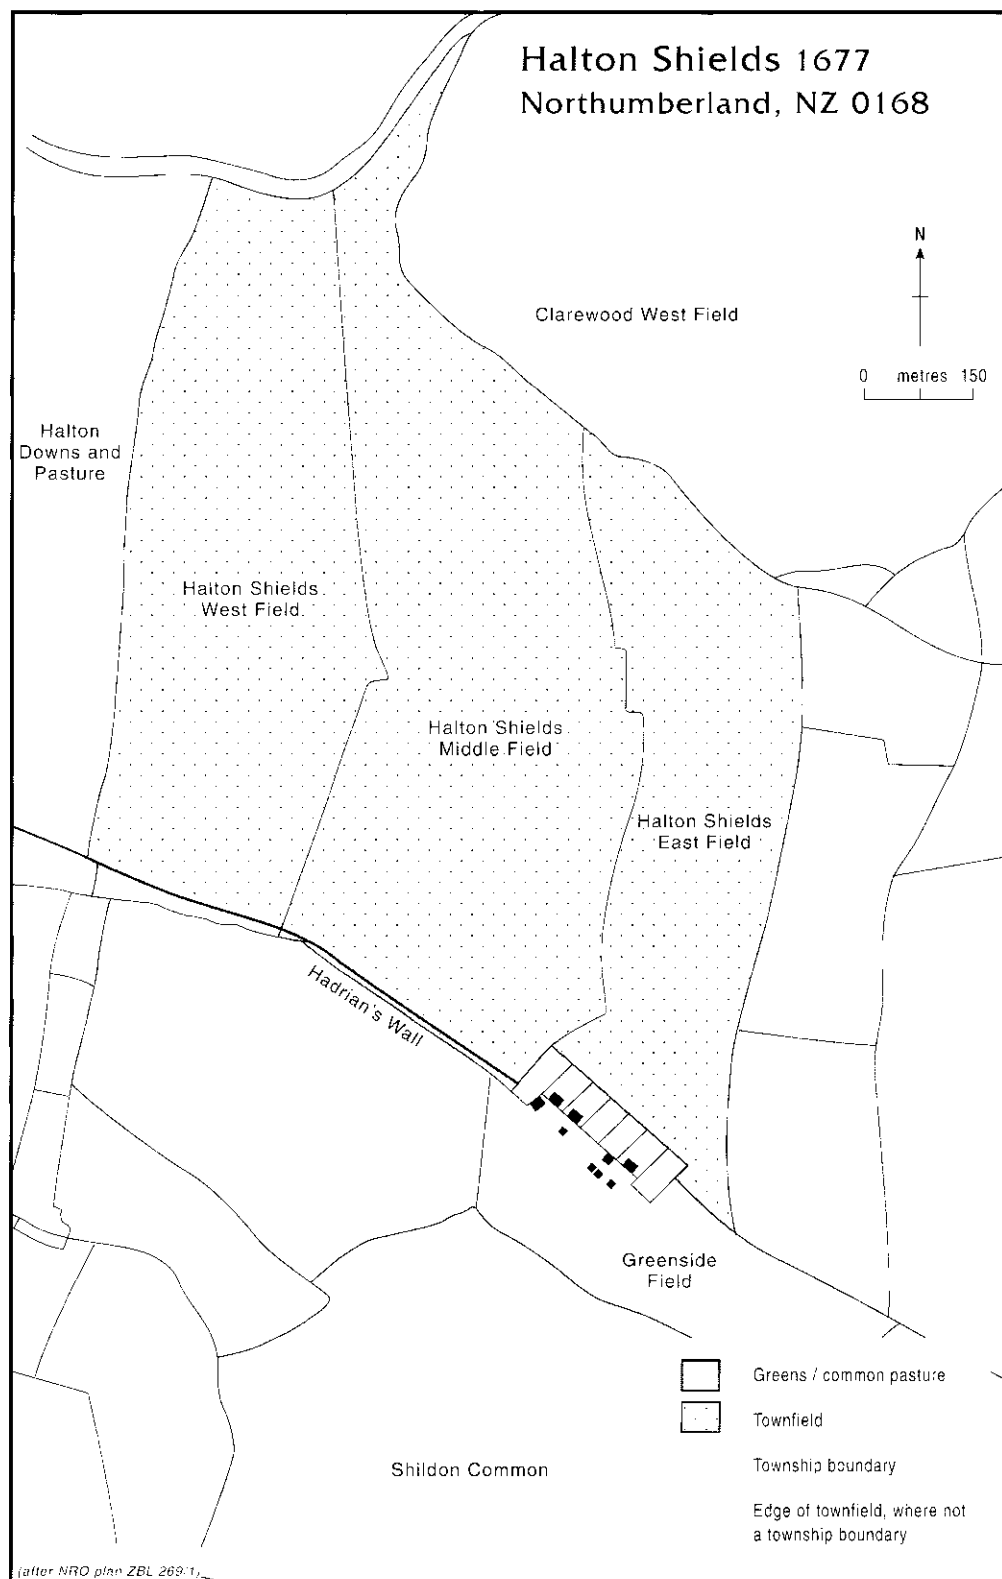 Halton Shields 1677
Northumberland, NZ 0168
N
0 metres 150
Clarewood West Field
Halton
Downs and
Pasture
Halton Shields
West Field
Halton Shields
Middle Field
Halton Shields
East Field
Hadrian's Wall
Greenside
Field
Greens / common pasture
Townfield
Township boundary
Edge of townfield, where not
a township boundary
Shildon Common
(after NRO plan ZBL 269/1)